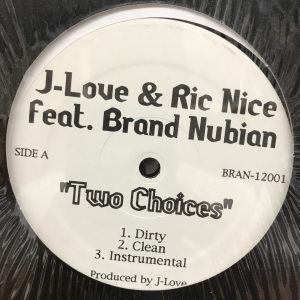 J-Love & Ric Nice
feat. Brand Nubian
SIDE A
BRAN-12001
"Two Choices"
1. Dirty
2. Clean
3. Instrumental
Produced by J-Love